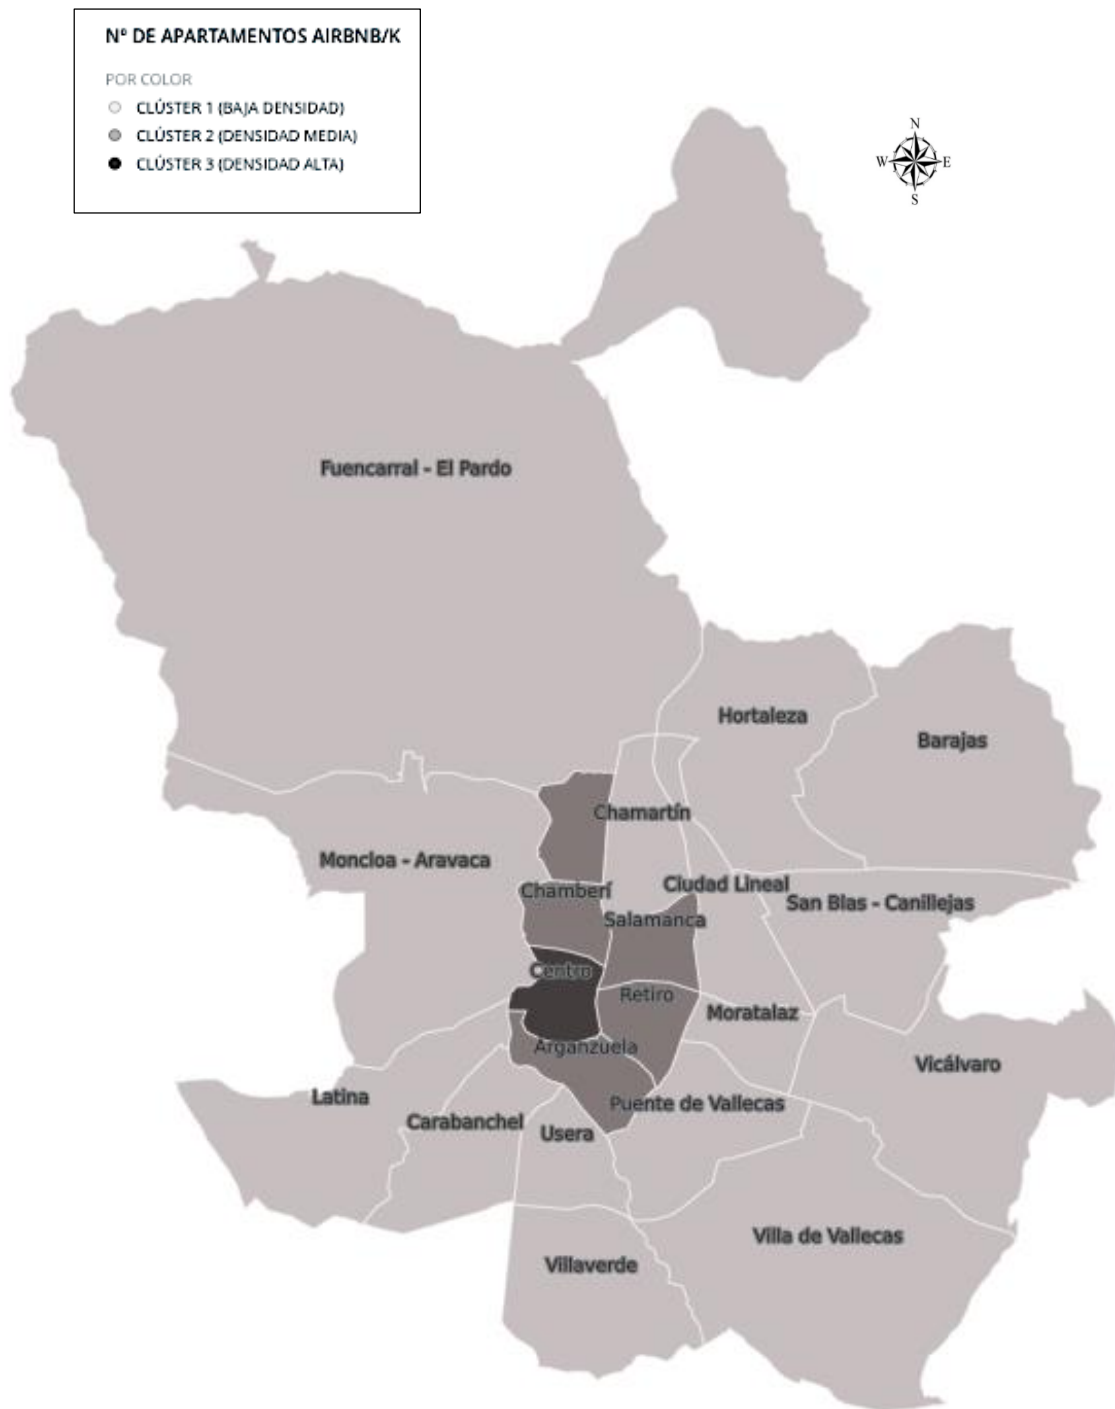 Nº DE APARTAMENTOS AIRBNB/K
POR COLOR
CLÚSTER 1 (BAJA DENSIDAD)
CLÚSTER 2 (DENSIDAD MEDIA)
CLÚSTER 3 (DENSIDAD ALTA)
N
W E
S
Fuencarral - El Pardo
Hortaleza
Barajas
Chamartín
Moncloa - Aravaca
Chamberí
Ciudad Lineal
San Blas - Canillejas
Salamanca
Centro
Retiro
Moratalaz
Arganzuela
Vicálvaro
Latina
Puente de Vallecas
Carabanchel
Usera
Villa de Vallecas
Villaverde